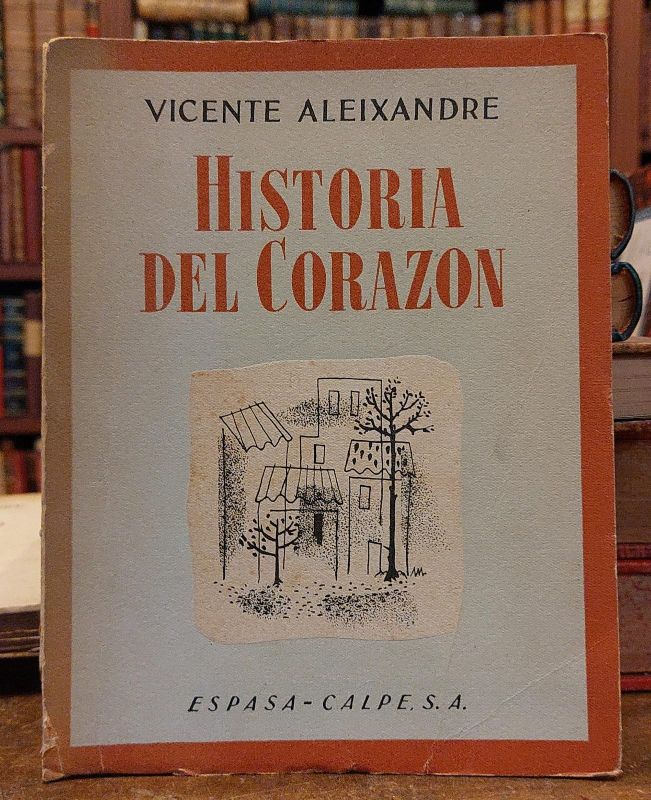 VICENTE ALEIXANDRE
HISTORIA
DEL CORAZON
ESPASA-CALPE, S. A.